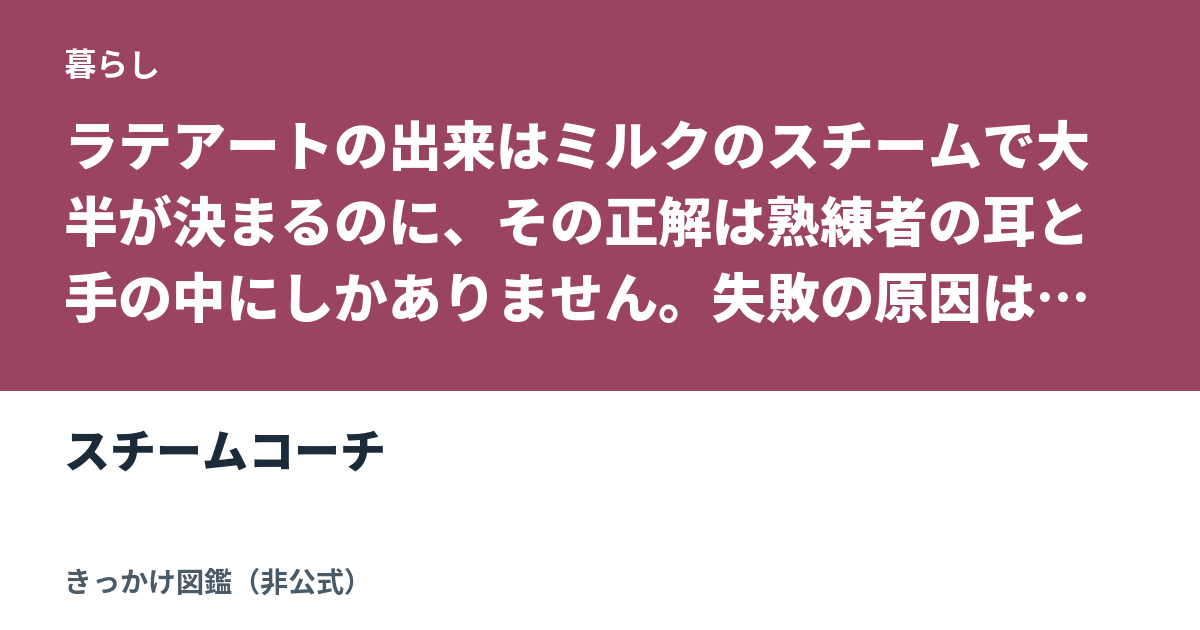 暮らし
ラテアートの出来はミルクのスチームで大
半が決まるのに、その正解は熟練者の耳と
手の中にしかありません。失敗の原因は…
スチームコーチ
きっかけ図鑑（非公式）